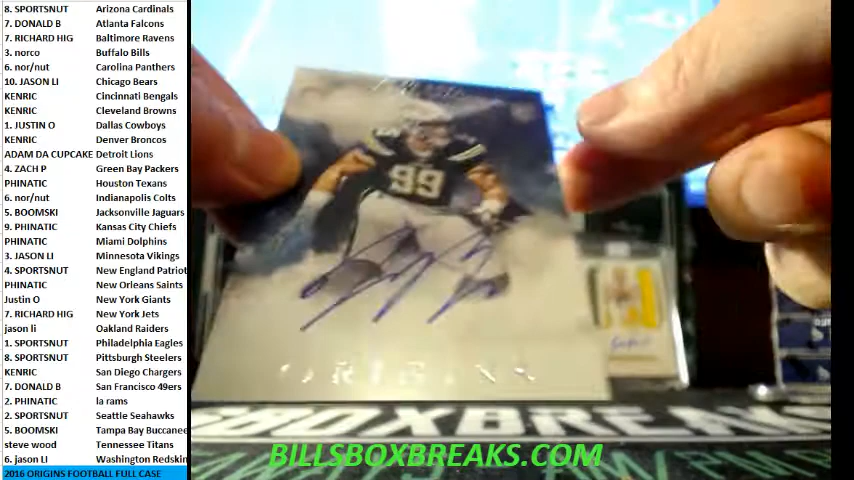 8. SPORTSNUT Arizona Cardinals
7. DONALD B Atlanta Falcons
7. RICHARD HIG Baltimore Ravens
3. norco Buffalo Bills
6. nor/nut Carolina Panthers
10. JASON LI Chicago Bears
KENRIC Cincinnati Bengals
KENRIC Cleveland Browns
1. JUSTIN O Dallas Cowboys
KENRIC Denver Broncos
ADAM DA CUPCAKE Detroit Lions
4. ZACH P Green Bay Packers
PHINATIC Houston Texans
6. nor/nut Indianapolis Colts
5. BOOMSKI Jacksonville Jaguars
9. PHINATIC Kansas City Chiefs
PHINATIC Miami Dolphins
3. JASON LI Minnesota Vikings
4. SPORTSNUT New England Patriot
PHINATIC New Orleans Saints
Justin O New York Giants
7. RICHARD HIG New York Jets
jason li Oakland Raiders
1. SPORTSNUT Philadelphia Eagles
8. SPORTSNUT Pittsburgh Steelers
KENRIC San Diego Chargers
7. DONALD B San Francisco 49ers
2. PHINATIC la rams
2. SPORTSNUT Seattle Seahawks
5. BOOMSKI Tampa Bay Buccanee
steve wood Tennessee Titans
6. jason LI Washington Redskin
2016 ORIGINS FOOTBALL FULL CASE
99
ORIGINS
SBOXBREAKS.COM
BILLSBOXBREAKS.COM